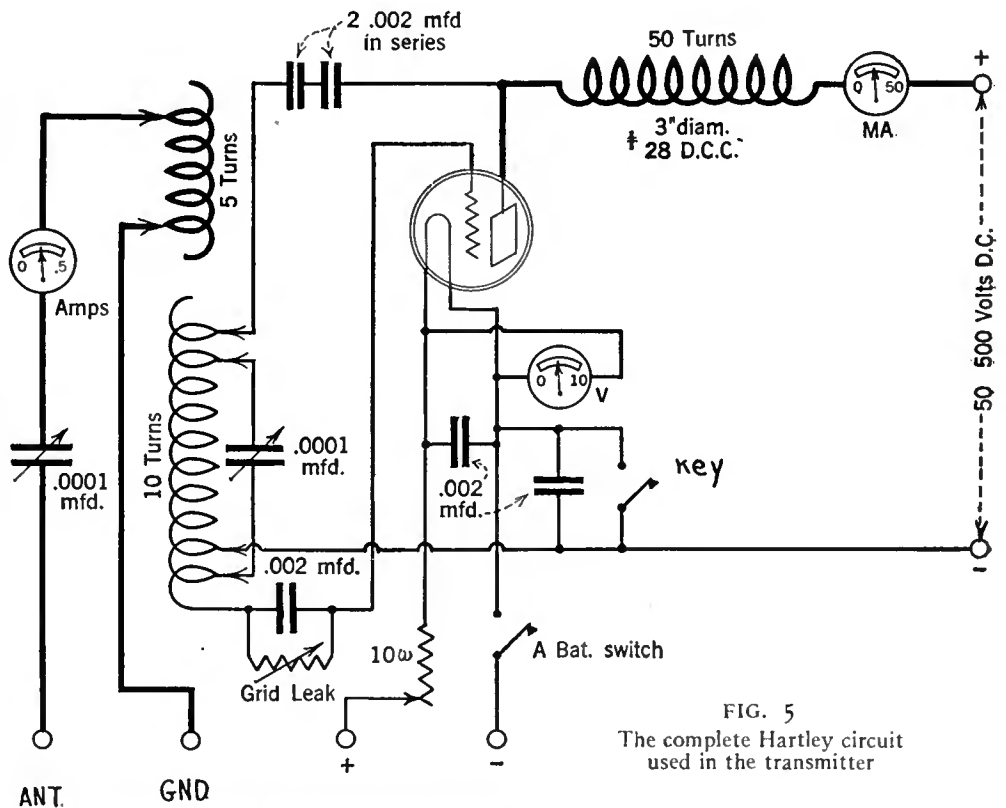 2 .002 mfd
in series
50 Turns
+
0 50
MA.
3" diam.
# 28 D.C.C.
5 Turns
0 .5
Amps
10 Turns
.0001
mfd.
.0001
mfd.
0 10
V
.002
mfd.
Key
50 500 Volts D.C.
-
.002 mfd.
Grid Leak
10ω
A Bat. switch
+
-
ANT.
GND
FIG. 5
The complete Hartley circuit
used in the transmitter